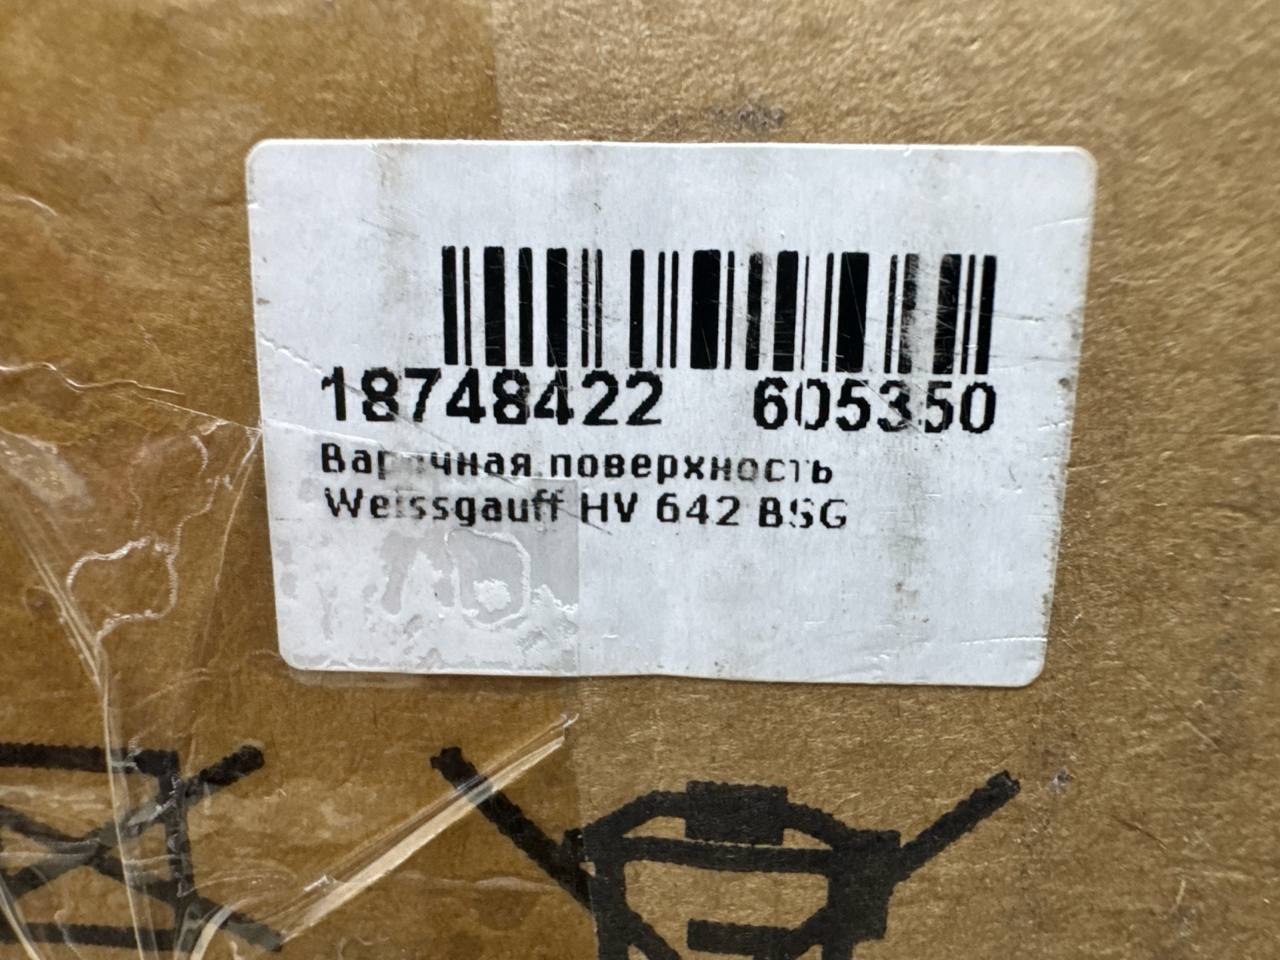 18748422 605350
Варочная поверхность
Weissgauff HV 642 BSG